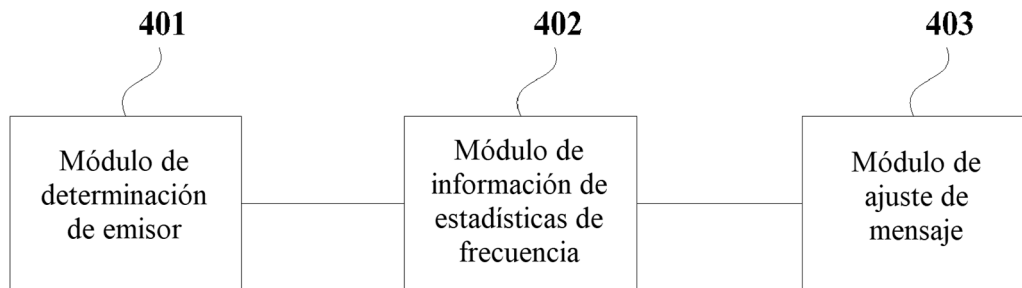 401
402
403
Módulo de
determinación
de emisor
Módulo de
información de
estadísticas de
frecuencia
Módulo de
ajuste de
mensaje